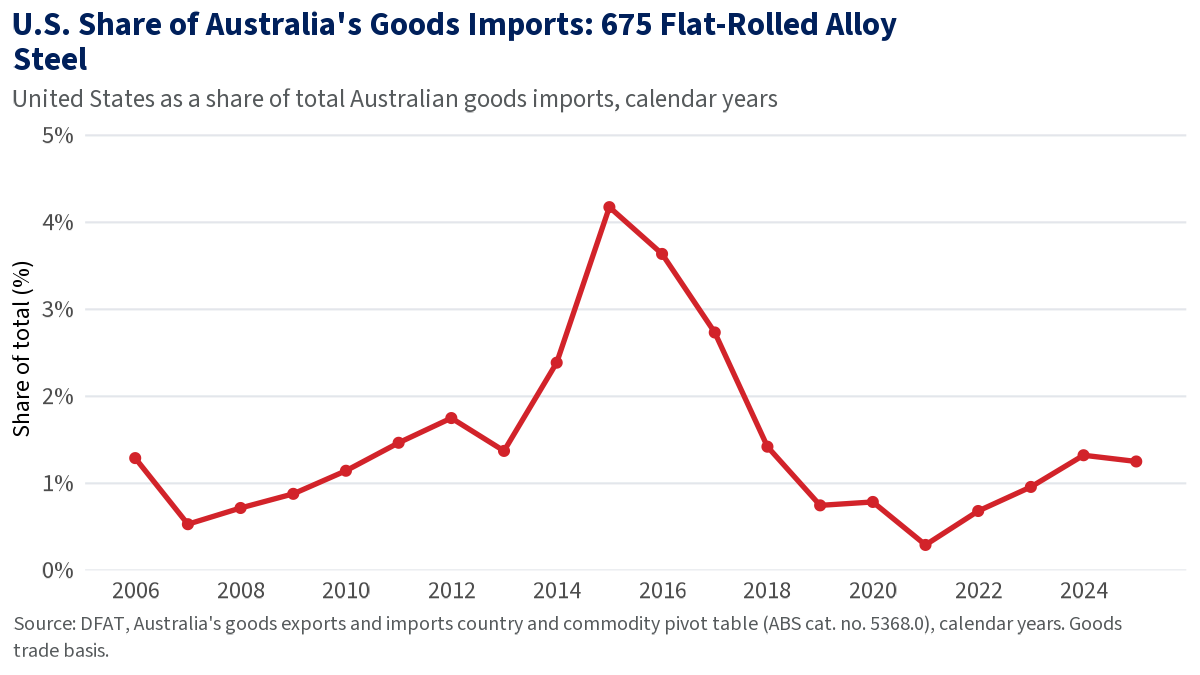 U.S. Share of Australia's Goods Imports: 675 Flat-Rolled Alloy
Steel
United States as a share of total Australian goods imports, calendar years
Share of total (%)
5%
4%
3%
2%
1%
0%
2006 2008 2010 2012 2014 2016 2018 2020 2022 2024
Source: DFAT, Australia's goods exports and imports country and commodity pivot table (ABS cat. no. 5368.0), calendar years. Goods
trade basis.